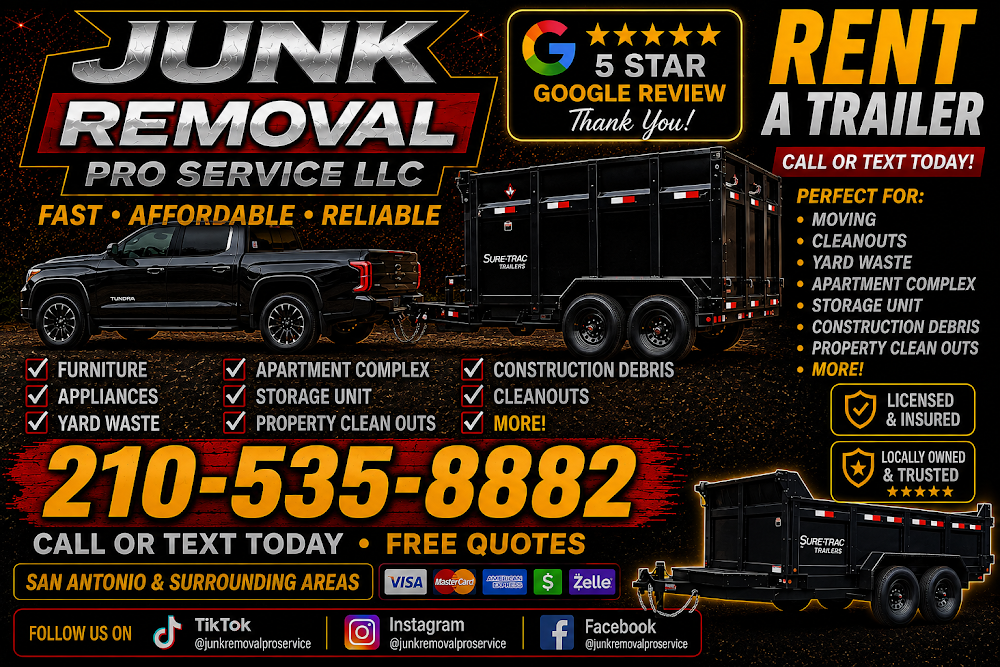 JUNK
REMOVAL
PRO SERVICE LLC
FAST • AFFORDABLE • RELIABLE
G ★★★★★
5 STAR
GOOGLE REVIEW
Thank You!
RENT
A TRAILER
CALL OR TEXT TODAY!
PERFECT FOR:
• MOVING
• CLEANOUTS
• YARD WASTE
• APARTMENT COMPLEX
• STORAGE UNIT
• CONSTRUCTION DEBRIS
• PROPERTY CLEAN OUTS
• MORE!
TUNDRA
SURE-TRAC
TRAILERS
FURNITURE
APPLIANCES
YARD WASTE
APARTMENT COMPLEX
STORAGE UNIT
PROPERTY CLEAN OUTS
CONSTRUCTION DEBRIS
CLEANOUTS
MORE!
LICENSED
& INSURED
LOCALLY OWNED
& TRUSTED
★★★★★
210-535-8882
CALL OR TEXT TODAY • FREE QUOTES
SURE-TRAC
TRAILERS
SAN ANTONIO & SURROUNDING AREAS
VISA MasterCard AMERICAN EXPRESS $ Zelle
FOLLOW US ON
TikTok
@junkremovalproservice
Instagram
@junkremovalproservice
Facebook
@junkremovalproservice